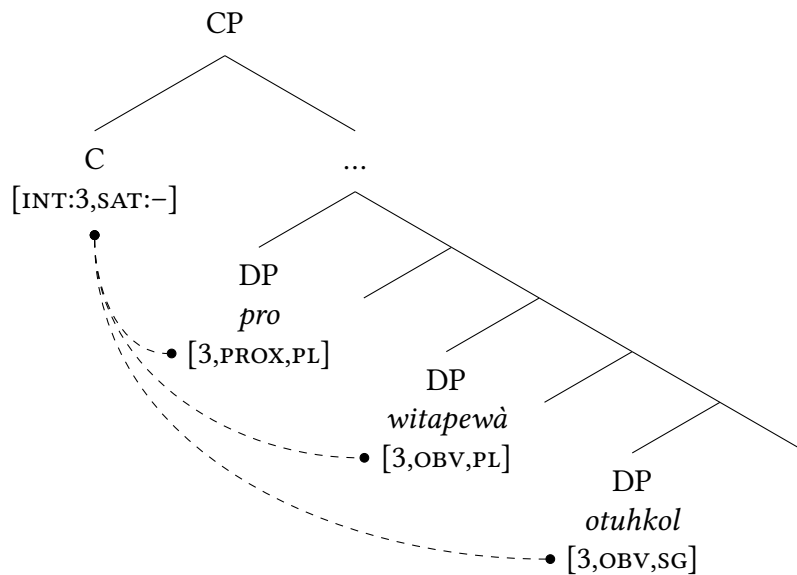 CP
C
...
[INT:3,SAT:–]
DP
pro
[3,PROX,PL]
DP
witapewà
[3,OBV,PL]
DP
otuhkol
[3,OBV,SG]